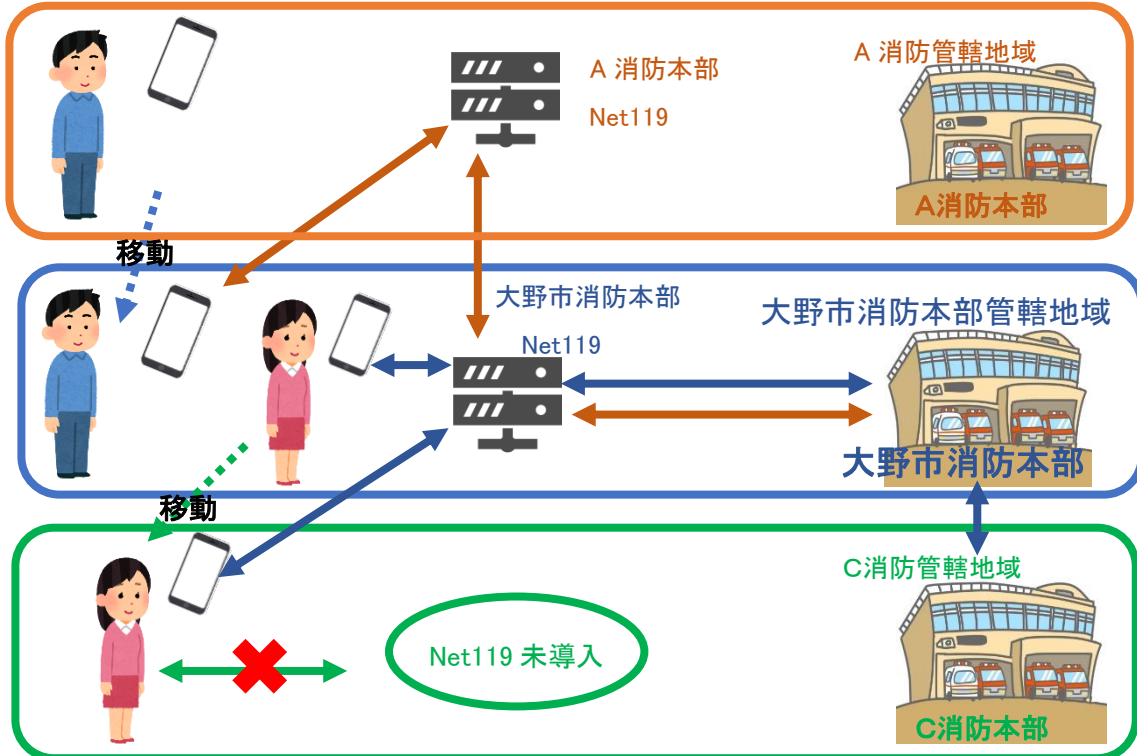 A 消防本部
Net119
A 消防管轄地域
A消防本部
移動
大野市消防本部
Net119
大野市消防本部管轄地域
大野市消防本部
移動
C消防管轄地域
Net119 未導入
C消防本部